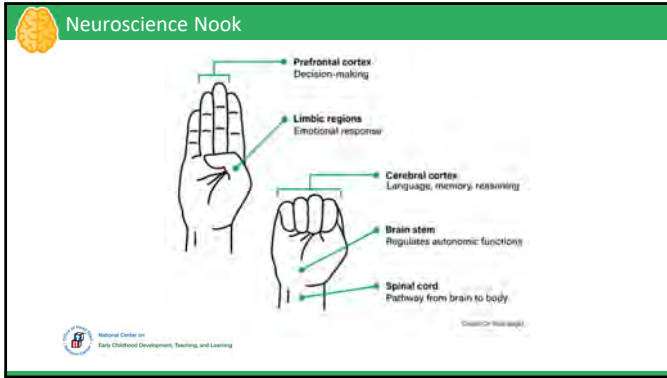 Neuroscience Nook
Prefrontal cortex
Decision-making
Limbic regions
Emotional response
Cerebral cortex
Language, memory, reasoning
Brain stem
Regulates autonomic functions
Spinal cord
Pathway from brain to body
National Center on
Early Childhood Development, Teaching, and Learning